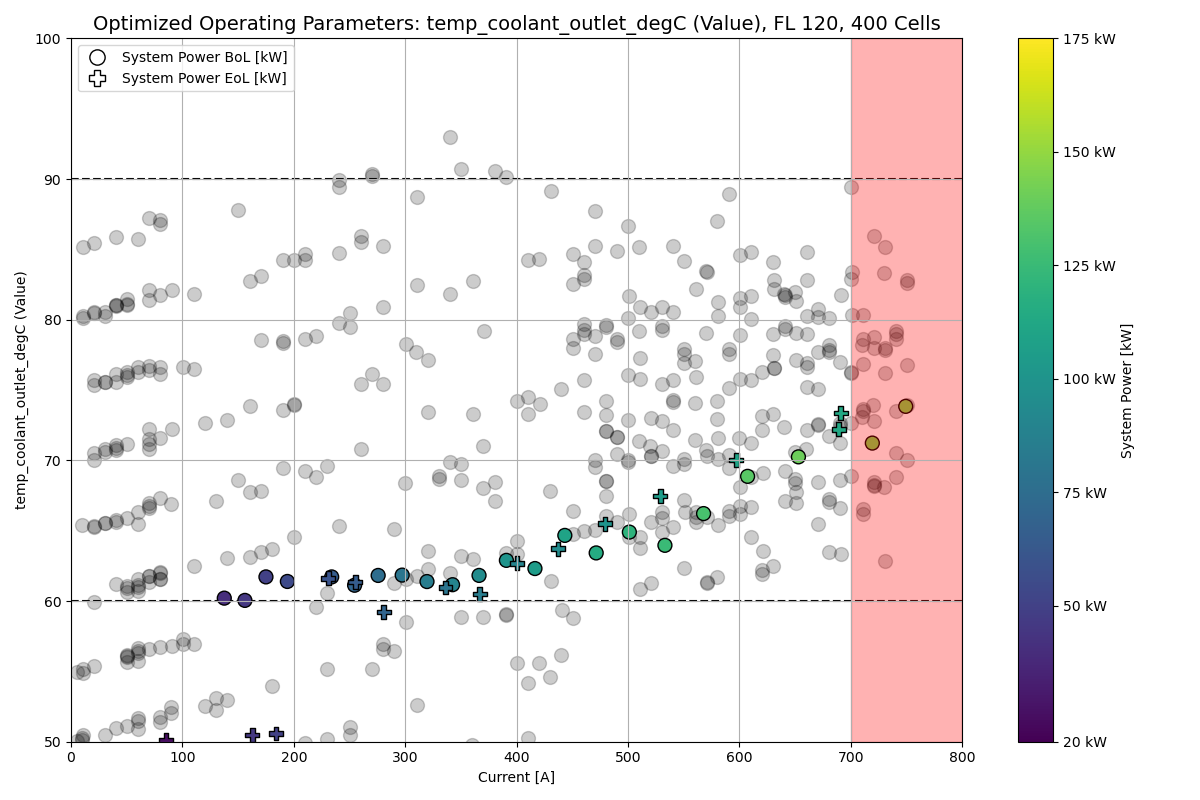 Optimized Operating Parameters: temp_coolant_outlet_degC (Value), FL 120, 400 Cells
System Power BoL [kW]
System Power EoL [kW]
temp_coolant_outlet_degC (Value)
100
90
80
70
60
50
0
100
200
300
400
500
600
700
800
Current [A]
175 kW
150 kW
125 kW
100 kW
75 kW
50 kW
20 kW
System Power [kW]